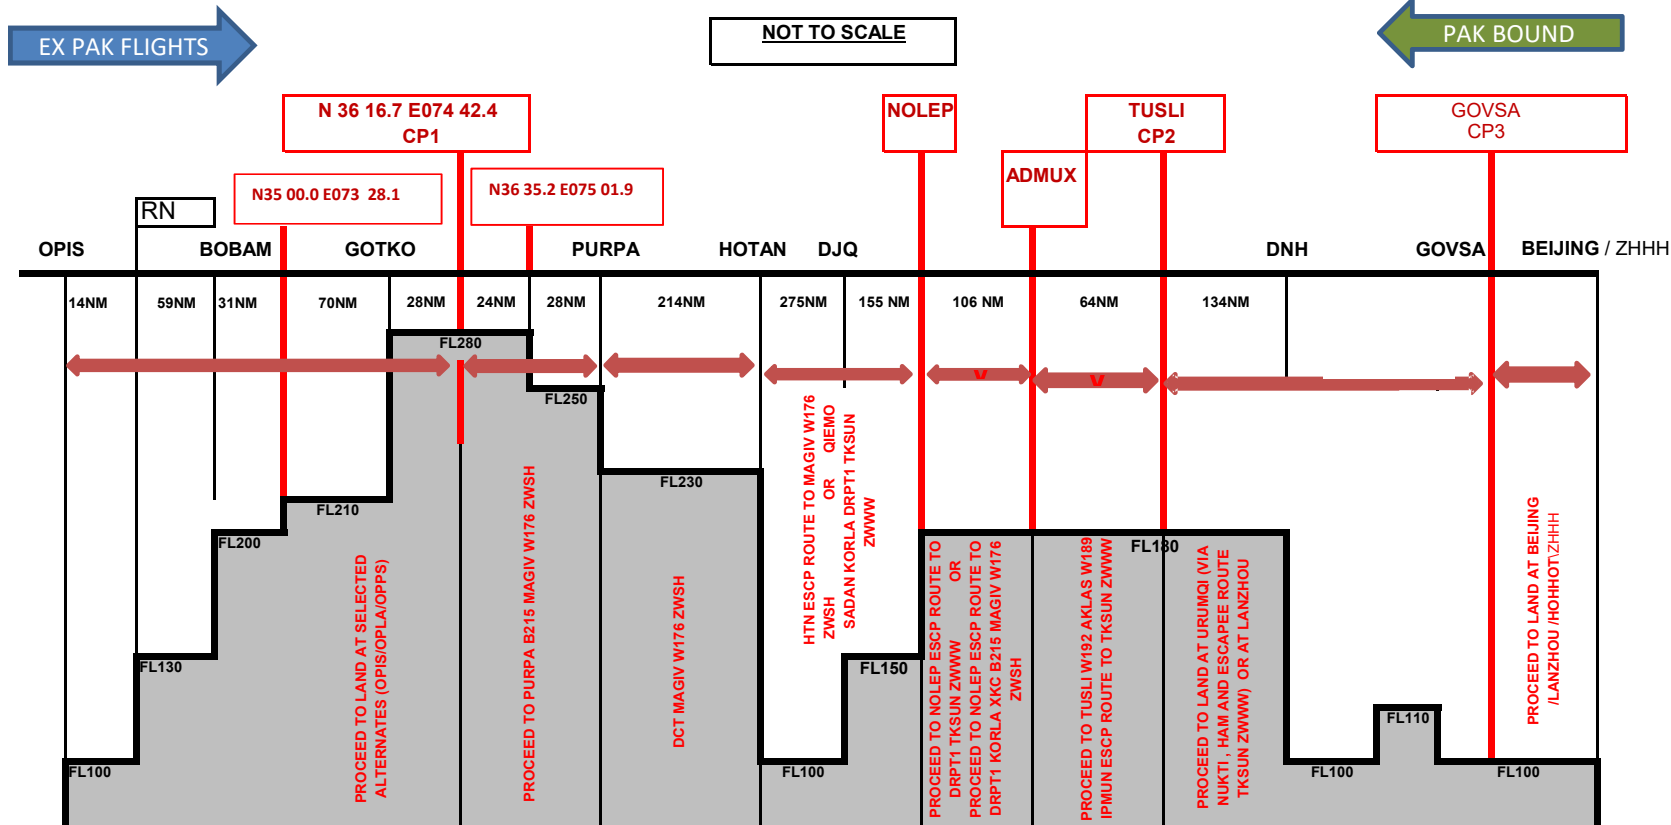 EX PAK FLIGHTS
NOT TO SCALE
PAK BOUND
N 36 16.7 E074 42.4
CP1
NOLEP
TUSLI
CP2
GOVSA
CP3
ADMUX
N35 00.0 E073 28.1
N36 35.2 E075 01.9
RN
OPIS
BOBAM
GOTKO
PURPA
HOTAN
DJQ
DNH
GOVSA
BEIJING / ZHHH
14NM
59NM
31NM
70NM
28NM
24NM
28NM
214NM
275NM
155 NM
106 NM
64NM
134NM
FL280
FL250
FL230
FL210
FL200
FL130
FL100
FL100
FL150
FL180
FL100
FL110
FL100
V
V
PROCEED TO LAND AT SELECTED
ALTERNATES (OPIS/OPLA/OPPS)
PROCEED TO PURPA B215 MAGIV W176 ZWSH
DCT MAGIV W176 ZWSH
HTN ESCP ROUTE TO MAGIV W176
ZWSH OR QIEMO
SADAN KORLA DRPT1 TKSUN
ZWWW
PROCEED TO NOLEP ESCP ROUTE TO
DRPT1 TKSUN ZWWW OR
PROCEED TO NOLEP ESCP ROUTE TO
DRPT1 KORLA XKC B215 MAGIV W176
ZWSH
PROCEED TO TUSLI W192 AKLAS W189
IPMUN ESCP ROUTE TO TKSUN ZWWW
PROCEED TO LAND AT URUMQI (VIA
NUKTI , HAM AND ESCAPEE ROUTE
TKSUN ZWWW) OR AT LANZHOU
PROCEED TO LAND AT BEIJING
/LANZHOU /HOHHOT\ZHHH